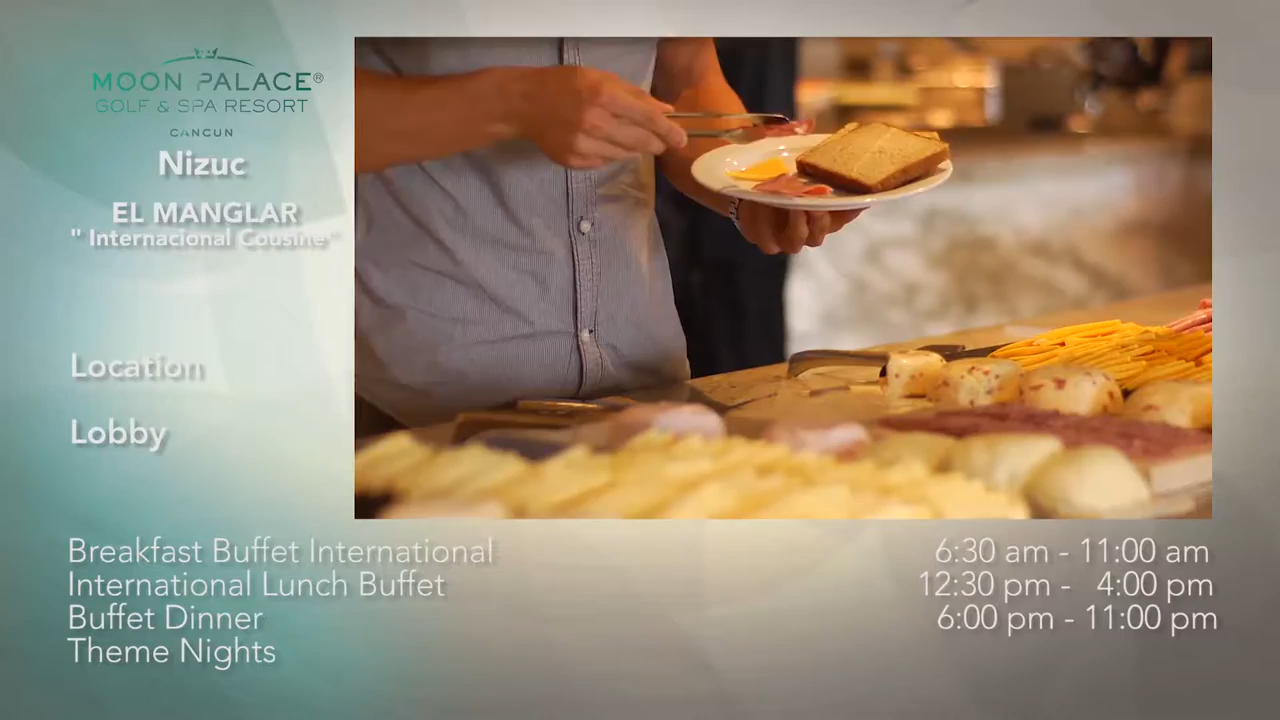 MOON PALACE®
GOLF & SPA RESORT
CANCUN
Nizuc
EL MANGLAR
" Internacional Cousine"
Location
Lobby
Breakfast Buffet International 6:30 am - 11:00 am
International Lunch Buffet 12:30 pm - 4:00 pm
Buffet Dinner 6:00 pm - 11:00 pm
Theme Nights